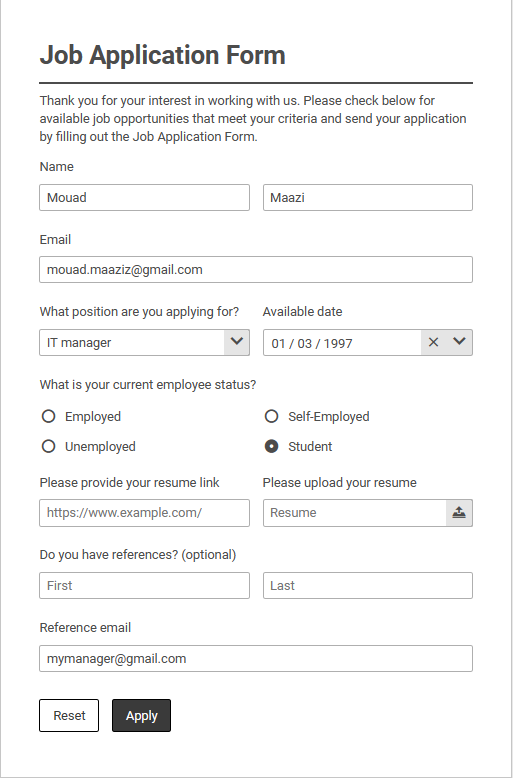 Job Application Form
Thank you for your interest in working with us. Please check below for
available job opportunities that meet your criteria and send your application
by filling out the Job Application Form.
Name
Mouad Maazi
Email
mouad.maaziz@gmail.com
What position are you applying for? Available date
IT manager 01 / 03 / 1997
What is your current employee status?
Employed Self-Employed
Unemployed Student
Please provide your resume link Please upload your resume
https://www.example.com/ Resume
Do you have references? (optional)
First Last
Reference email
mymanager@gmail.com
Reset Apply